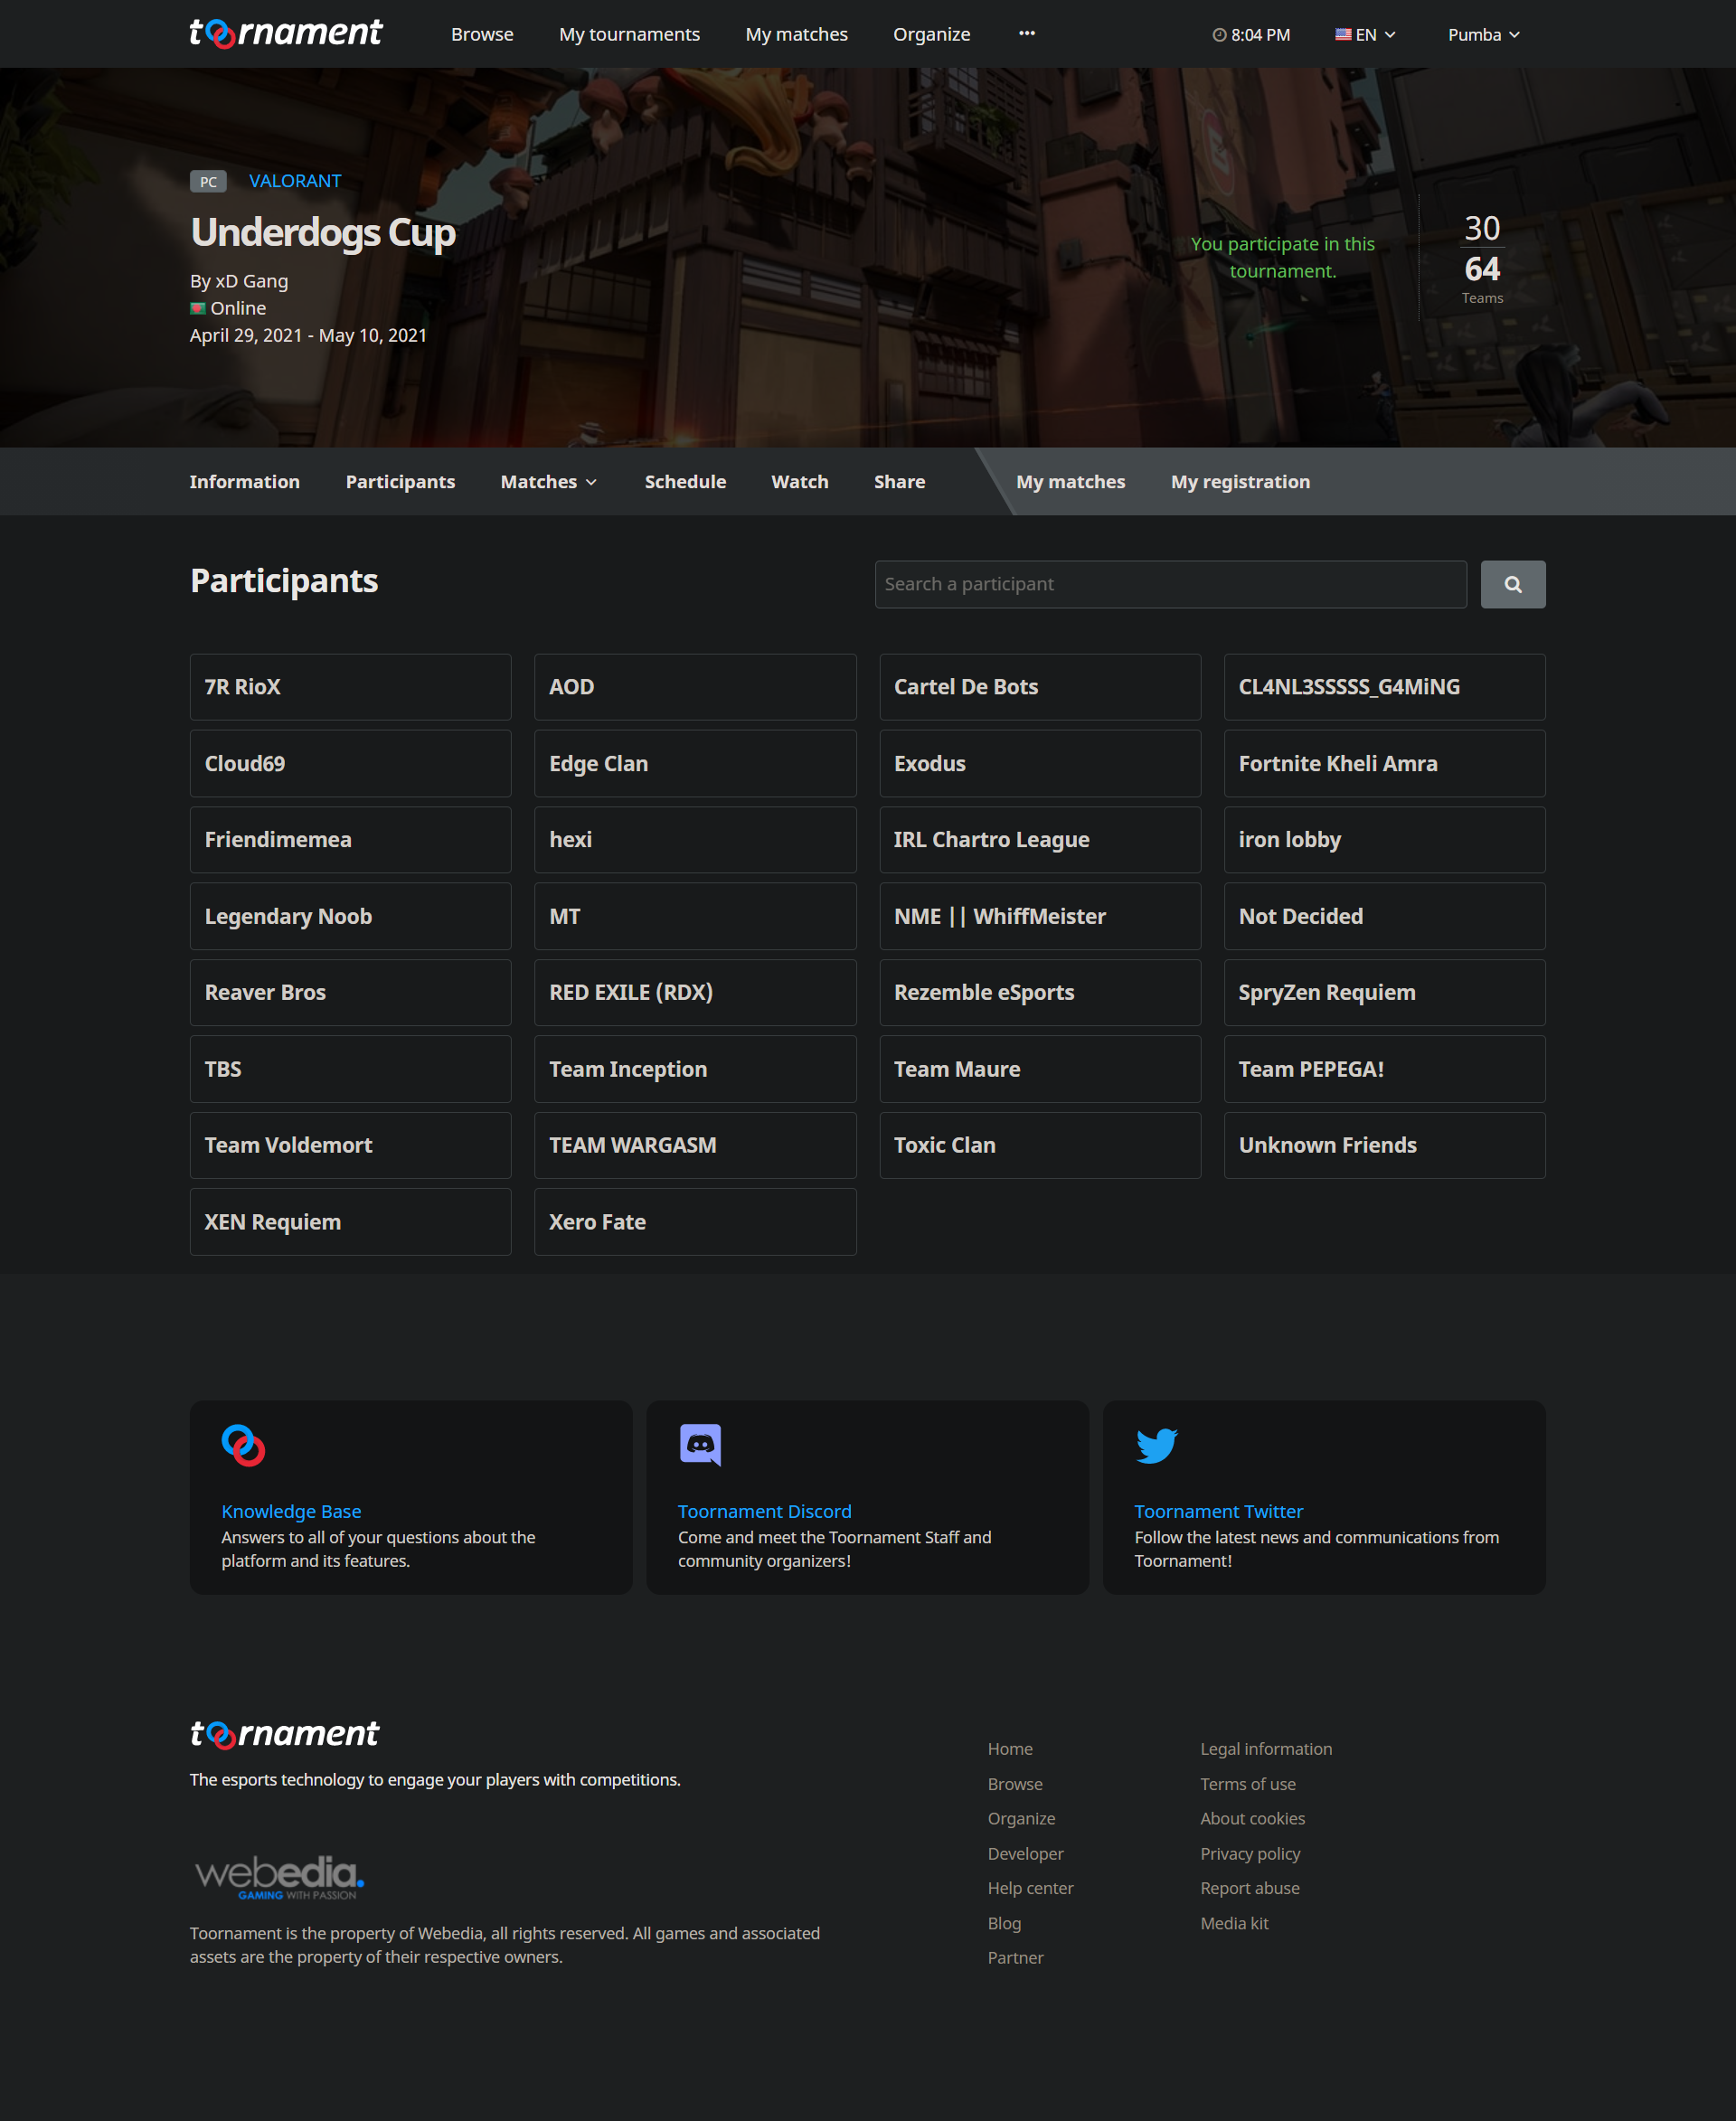 toornament
Browse
My tournaments
My matches
Organize
•••
8:04 PM
EN
Pumba
PC
VALORANT
Underdogs Cup
By xD Gang
Online
April 29, 2021 - May 10, 2021
You participate in this
tournament.
30
64
Teams
Information
Participants
Matches
Schedule
Watch
Share
My matches
My registration
Participants
Search a participant
7R RioX
AOD
Cartel De Bots
CL4NL3SSSSS_G4MiNG
Cloud69
Edge Clan
Exodus
Fortnite Kheli Amra
Friendimemea
hexi
IRL Chartro League
iron lobby
Legendary Noob
MT
NME || WhiffMeister
Not Decided
Reaver Bros
RED EXILE (RDX)
Rezemble eSports
SpryZen Requiem
TBS
Team Inception
Team Maure
Team PEPEGA!
Team Voldemort
TEAM WARGASM
Toxic Clan
Unknown Friends
XEN Requiem
Xero Fate
Knowledge Base
Answers to all of your questions about the
platform and its features.
Toornament Discord
Come and meet the Toornament Staff and
community organizers!
Toornament Twitter
Follow the latest news and communications from
Toornament!
toornament
The esports technology to engage your players with competitions.
webedia.
GAMING WITH PASSION
Toornament is the property of Webedia, all rights reserved. All games and associated
assets are the property of their respective owners.
Home
Browse
Organize
Developer
Help center
Blog
Partner
Legal information
Terms of use
About cookies
Privacy policy
Report abuse
Media kit